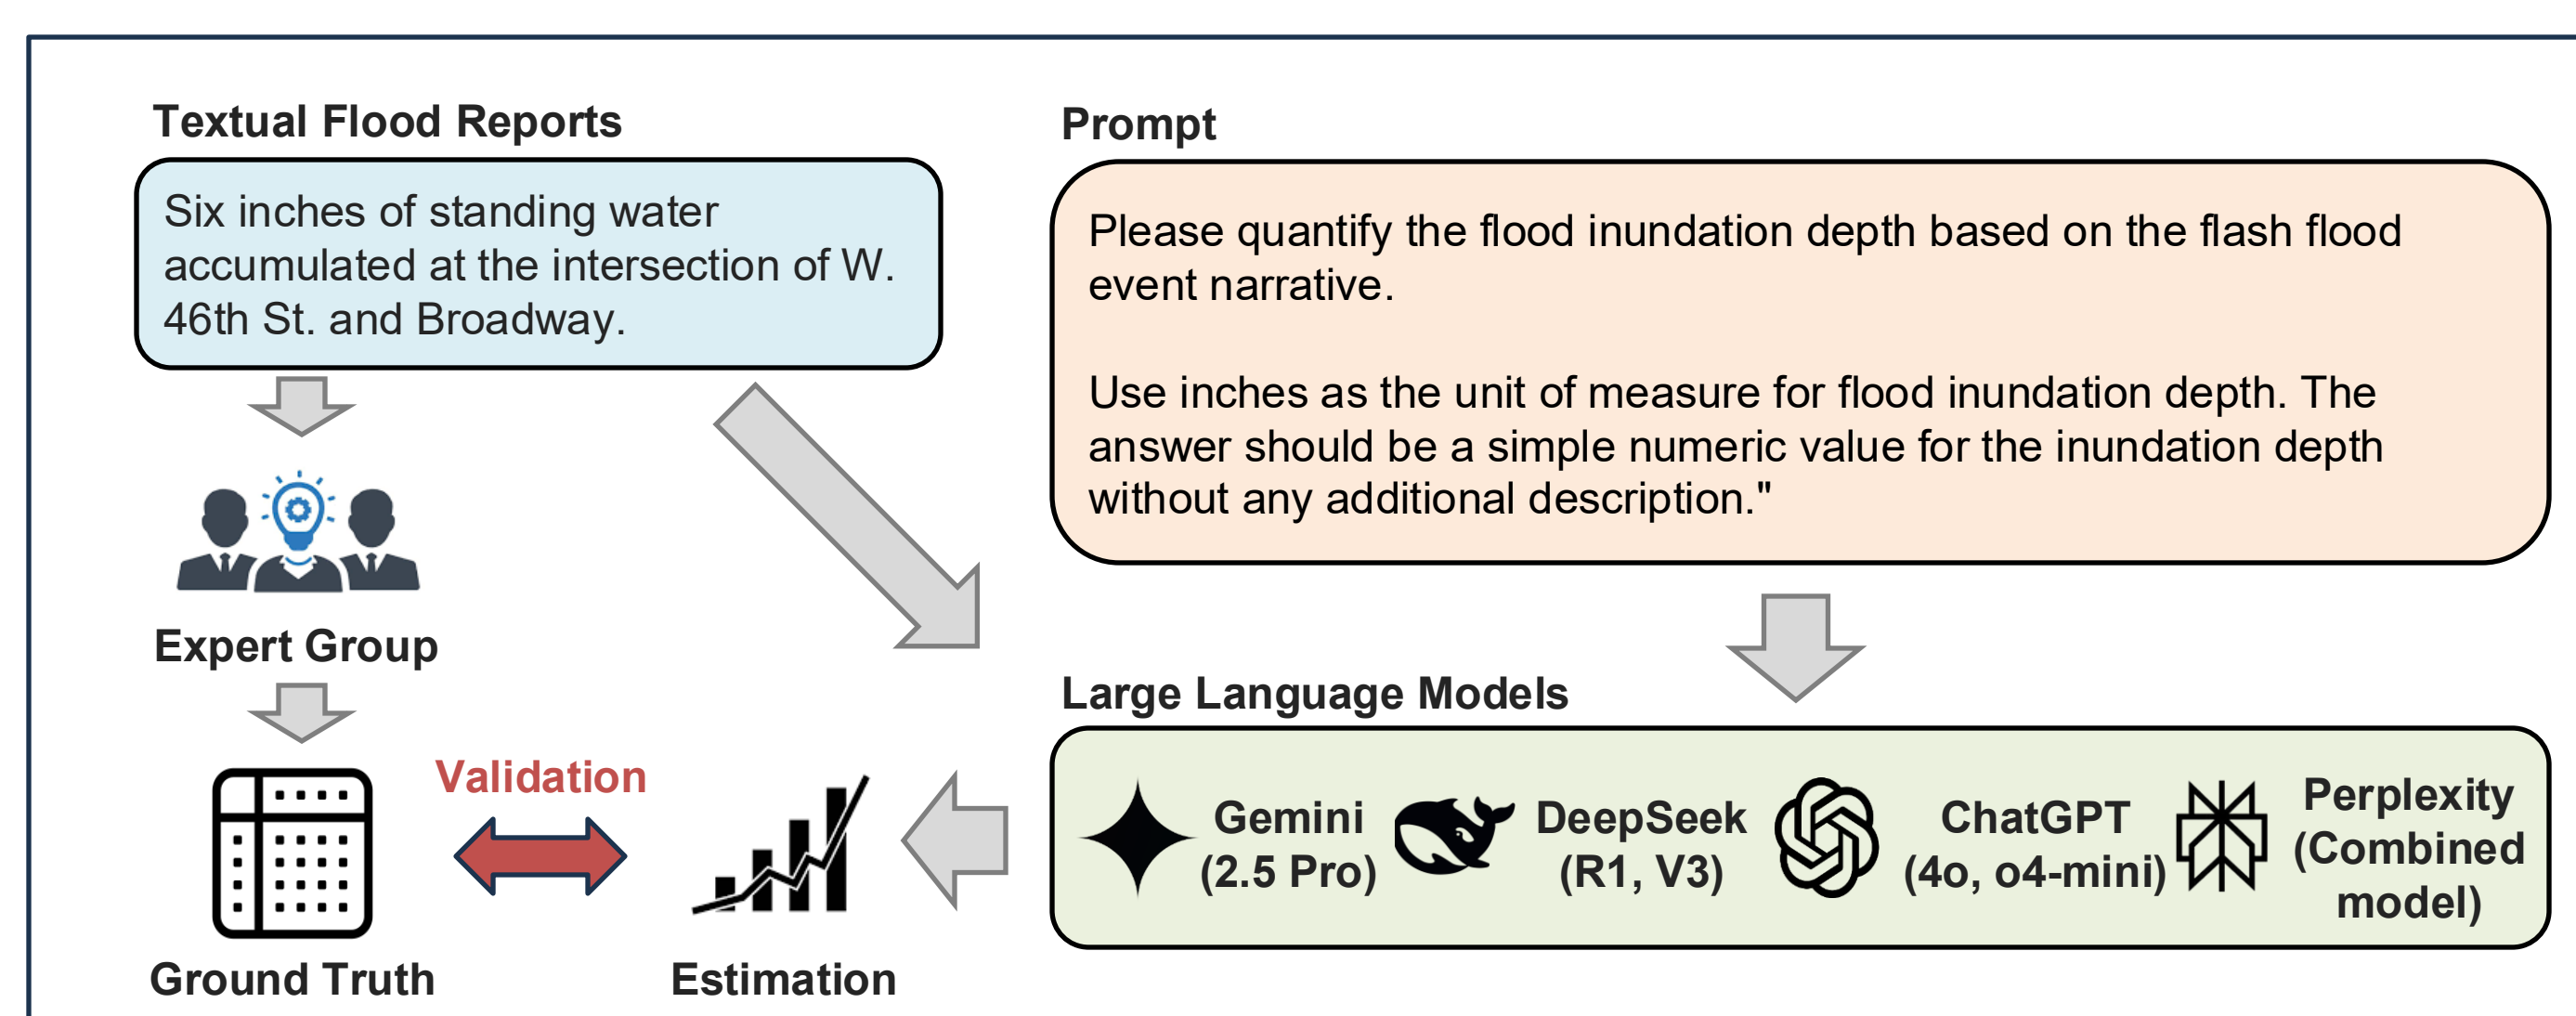 Textual Flood Reports
Six inches of standing water
accumulated at the intersection of W.
46th St. and Broadway.
Prompt
Please quantify the flood inundation depth based on the flash flood
event narrative.
Use inches as the unit of measure for flood inundation depth. The
answer should be a simple numeric value for the inundation depth
without any additional description."
Expert Group
Large Language Models
Gemini
(2.5 Pro)
DeepSeek
(R1, V3)
ChatGPT
(4o, o4-mini)
Perplexity
(Combined
model)
Validation
Ground Truth
Estimation